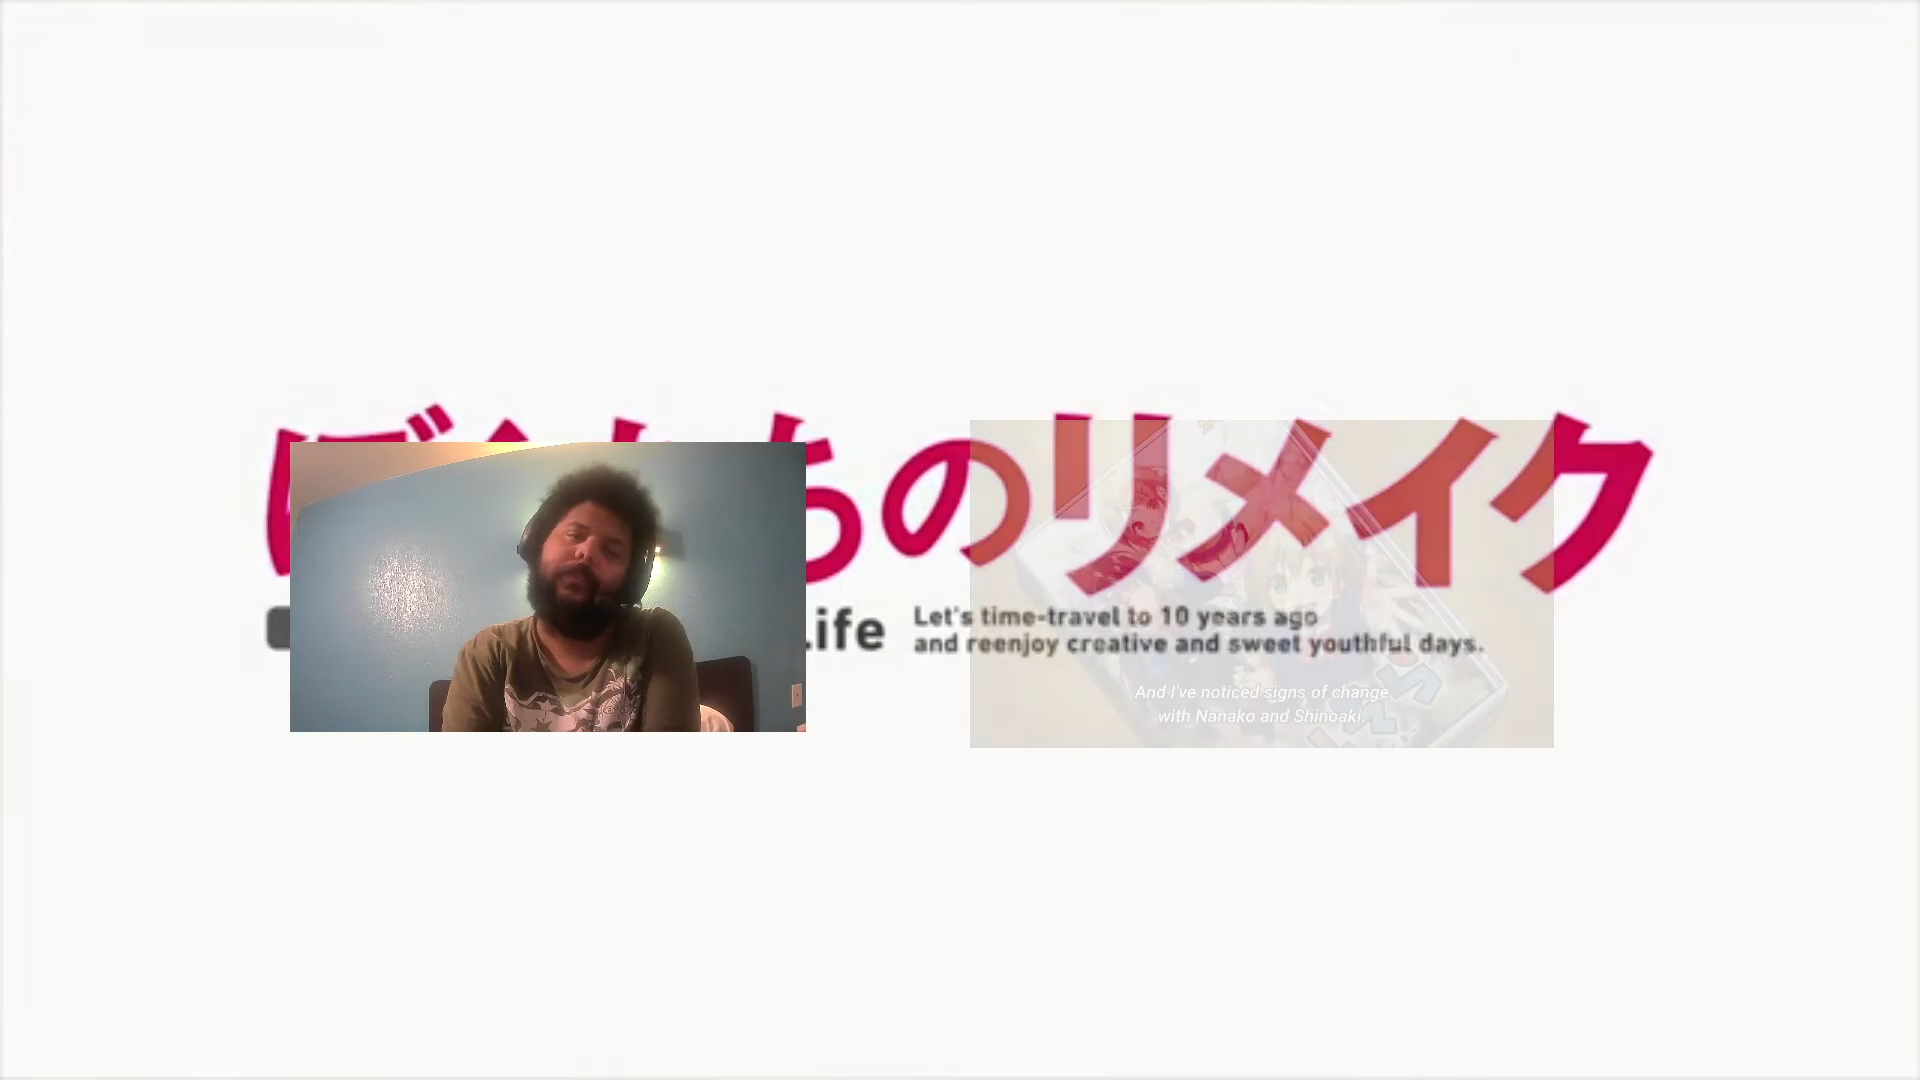 ちのリメイク
Life
Let's time-travel to 10 years ago
and reenjoy creative and sweet youthful days.
And I've noticed signs of change
with Nanako and Shinoaki.